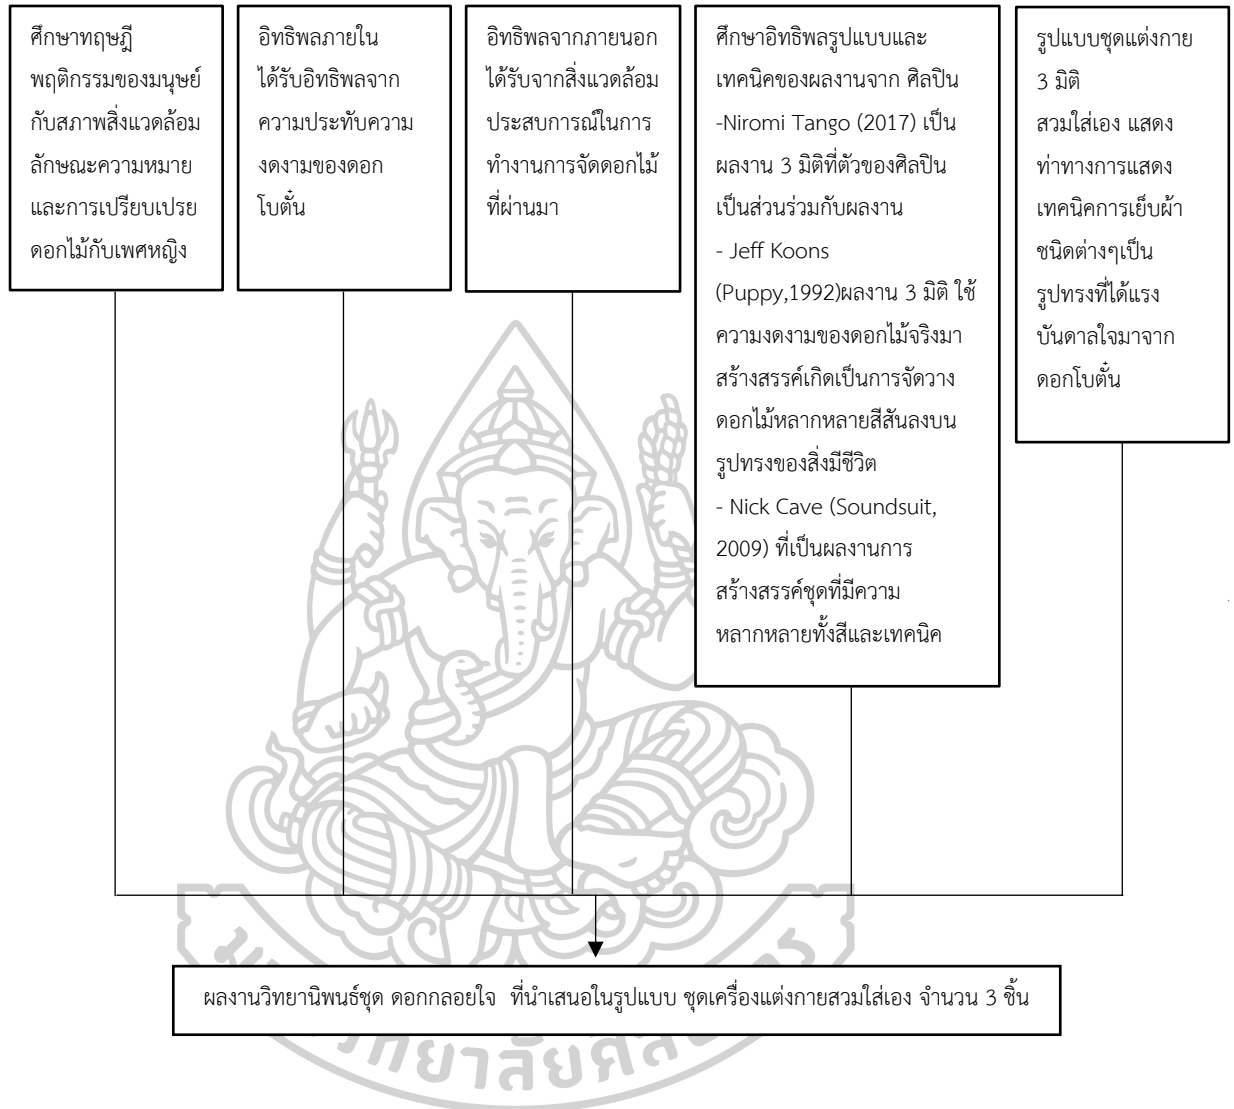 ศึกษาทฤษฎี
พฤติกรรมของมนุษย์
กับสภาพสิ่งแวดล้อม
ลักษณะความหมาย
และการเปรียบเปรย
ดอกไม้กับเพศหญิง
อิทธิพลภายใน
ได้รับอิทธิพลจาก
ความประทับความ
งดงามของดอก
โบตั๋น
อิทธิพลจากภายนอก
ได้รับจากสิ่งแวดล้อม
ประสบการณ์ในการ
ทำงานการจัดดอกไม้
ที่ผ่านมา
ศึกษาอิทธิพลรูปแบบและ
เทคนิคของผลงานจาก ศิลปิน
-Niromi Tango (2017) เป็น
ผลงาน 3 มิติที่ตัวของศิลปิน
เป็นส่วนร่วมกับผลงาน
- Jeff Koons
(Puppy,1992)ผลงาน 3 มิติ ใช้
ความงดงามของดอกไม้จริงมา
สร้างสรรค์เกิดเป็นการจัดวาง
ดอกไม้หลากหลายสีสันลงบน
รูปทรงของสิ่งมีชีวิต
- Nick Cave (Soundsuit,
2009) ที่เป็นผลงานการ
สร้างสรรค์ชุดที่มีความ
หลากหลายทั้งสีและเทคนิค
รูปแบบชุดแต่งกาย
3 มิติ
สวมใส่เอง แสดง
ท่าทางการแสดง
เทคนิคการเย็บผ้า
ชนิดต่างๆเป็น
รูปทรงที่ได้แรง
บันดาลใจมาจาก
ดอกโบตั๋น
ผลงานวิทยานิพนธ์ชุด ดอกกลอยใจ ที่นำเสนอในรูปแบบ ชุดเครื่องแต่งกายสวมใส่เอง จำนวน 3 ชิ้น